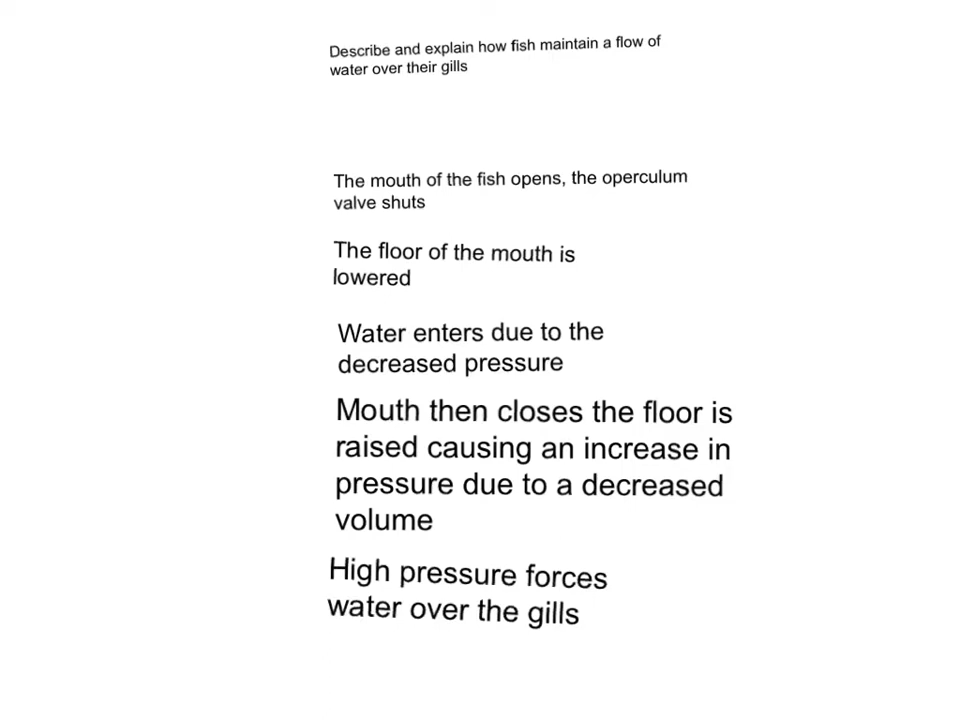 Describe and explain how fish maintain a flow of
water over their gills
The mouth of the fish opens, the operculum
valve shuts
The floor of the mouth is
lowered
Water enters due to the
decreased pressure
Mouth then closes the floor is
raised causing an increase in
pressure due to a decreased
volume
High pressure forces
water over the gills